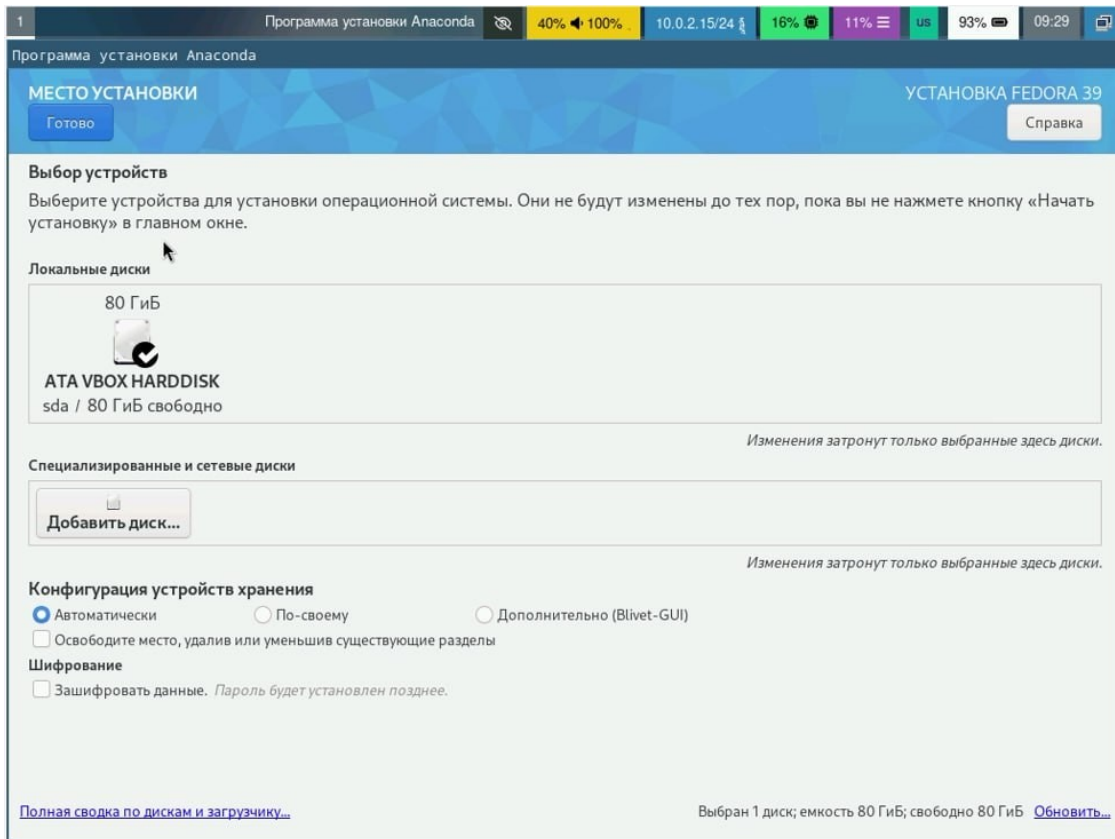 1 Программа установки Anaconda 40% 100% 10.0.2.15/24 16% 11% us 93% 09:29
Программа установки Anaconda
МЕСТО УСТАНОВКИ УСТАНОВКА FEDORA 39
Готово Справка
Выбор устройств
Выберите устройства для установки операционной системы. Они не будут изменены до тех пор, пока вы не нажмете кнопку «Начать
установку» в главном окне.
Локальные диски
80 ГиБ
ATA VBOX HARDDISK
sda / 80 ГиБ свободно
Изменения затронут только выбранные здесь диски.
Специализированные и сетевые диски
Добавить диск...
Изменения затронут только выбранные здесь диски.
Конфигурация устройств хранения
Автоматически По-своему Дополнительно (Blivet-GUI)
Освободите место, удалив или уменьшив существующие разделы
Шифрование
Зашифровать данные. Пароль будет установлен позднее.
Полная сводка по дискам и загрузчику... Выбран 1 диск; емкость 80 ГиБ; свободно 80 ГиБ Обновить...